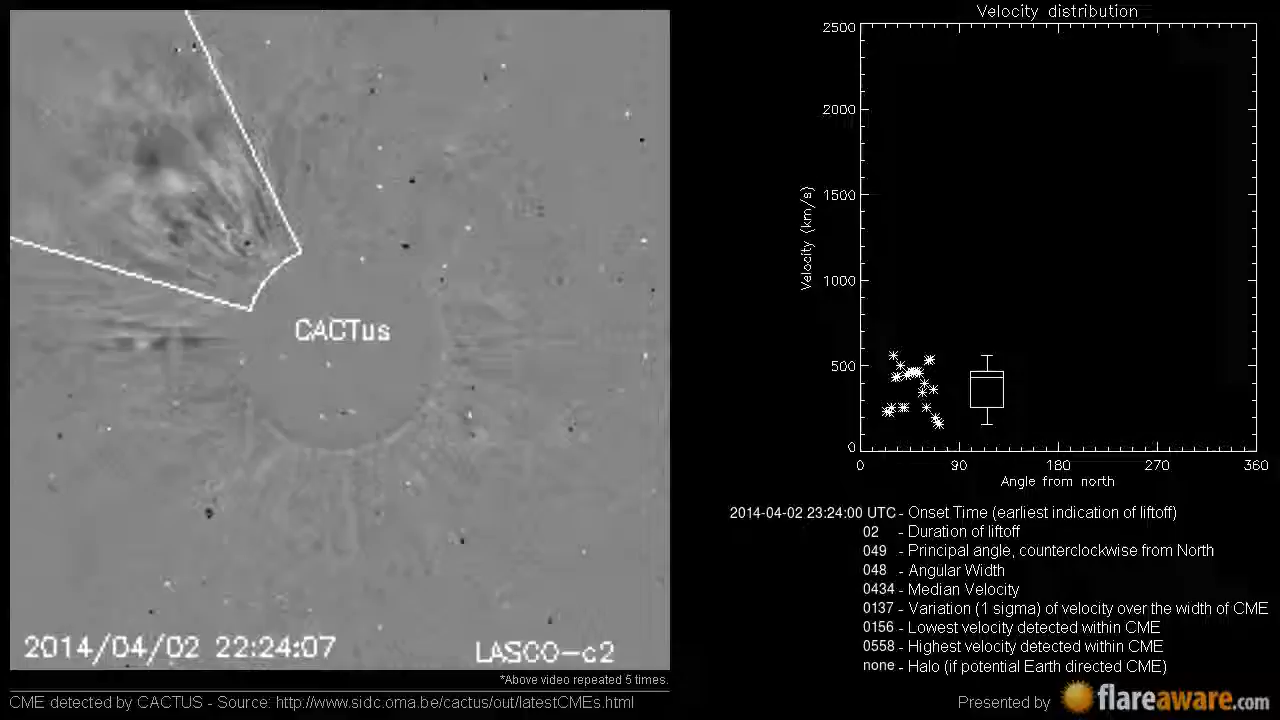 CACTus
2014/04/02 22:24:07
LASCO-c2
*Above video repeated 5 times.
CME detected by CACTUS - Source: http://www.sidc.oma.be/cactus/out/latestCMEs.html
Velocity distribution
2500
2000
1500
1000
500
0
Velocity (km/s)
0 90 180 270 360
Angle from north
2014-04-02 23:24:00 UTC - Onset Time (earliest indication of liftoff)
02 - Duration of liftoff
049 - Principal angle, counterclockwise from North
048 - Angular Width
0434 - Median Velocity
0137 - Variation (1 sigma) of velocity over the width of CME
0156 - Lowest velocity detected within CME
0558 - Highest velocity detected within CME
none - Halo (if potential Earth directed CME)
Presented by flareaware.com